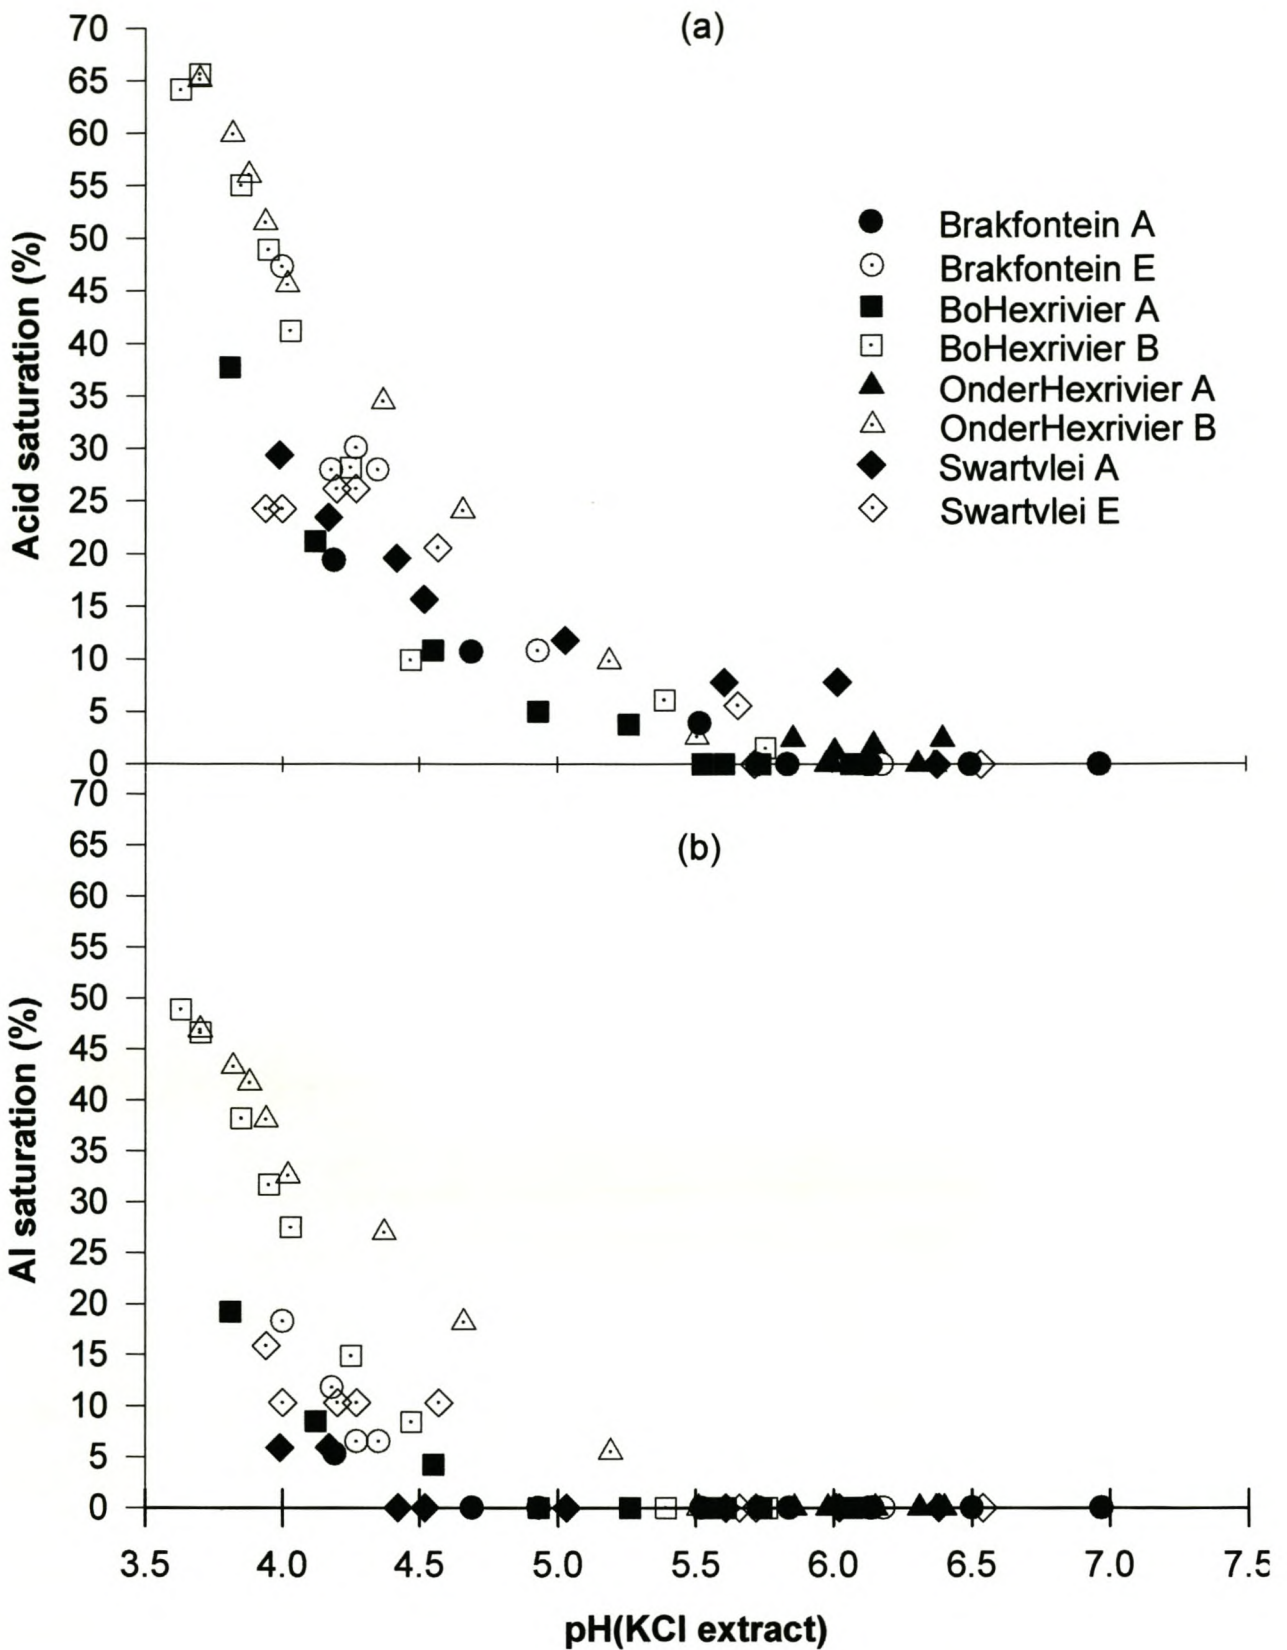 (a)
70
65
60
55
50
45
40
35
30
25
20
15
10
5
0
Acid saturation (%)
Brakfontein A
Brakfontein E
BoHexrivier A
BoHexrivier B
OnderHexrivier A
OnderHexrivier B
Swartvlei A
Swartvlei E
(b)
70
65
60
55
50
45
40
35
30
25
20
15
10
5
0
Al saturation (%)
3.5 4.0 4.5 5.0 5.5 6.0 6.5 7.0 7.5
pH(KCl extract)